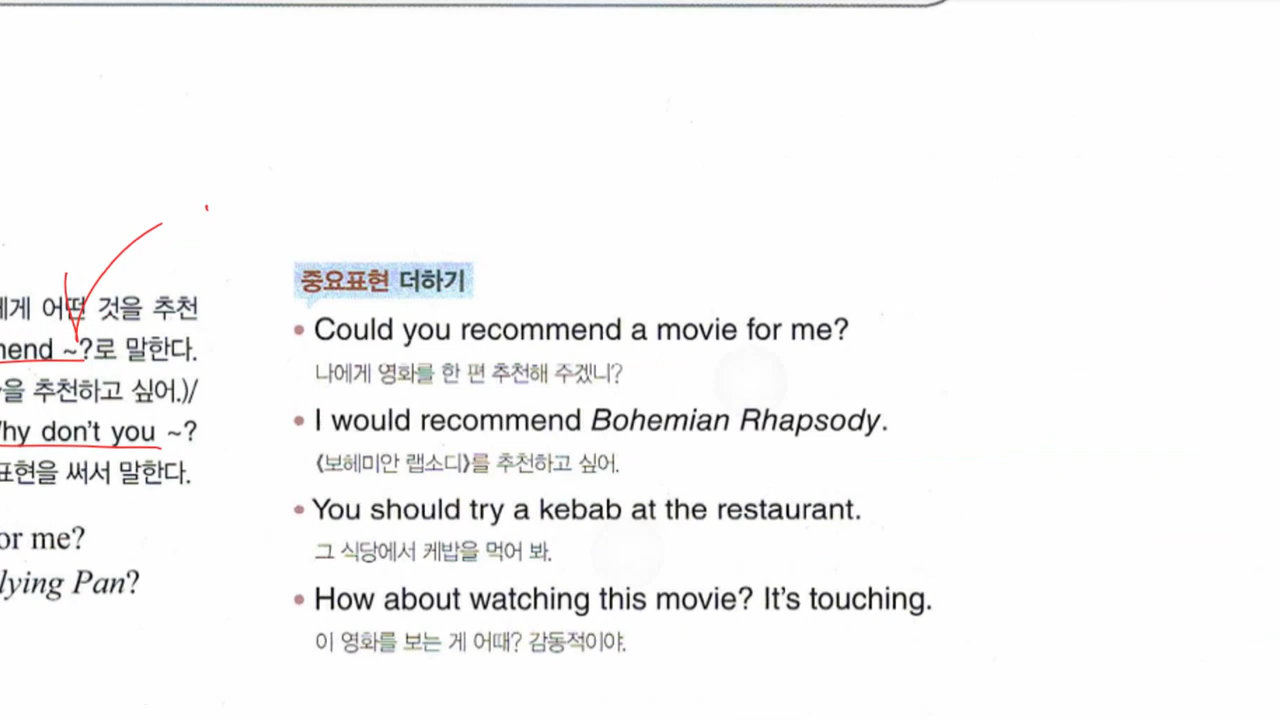 에게 어떤 것을 추천
mend ~?로 말한다.
을 추천하고 싶어.)/
Why don't you ~?
표현을 써서 말한다.
or me?
lying Pan?
중요표현 더하기
• Could you recommend a movie for me?
나에게 영화를 한 편 추천해 주겠니?
• I would recommend Bohemian Rhapsody.
《보헤미안 랩소디》를 추천하고 싶어.
• You should try a kebab at the restaurant.
그 식당에서 케밥을 먹어 봐.
• How about watching this movie? It's touching.
이 영화를 보는 게 어때? 감동적이야.